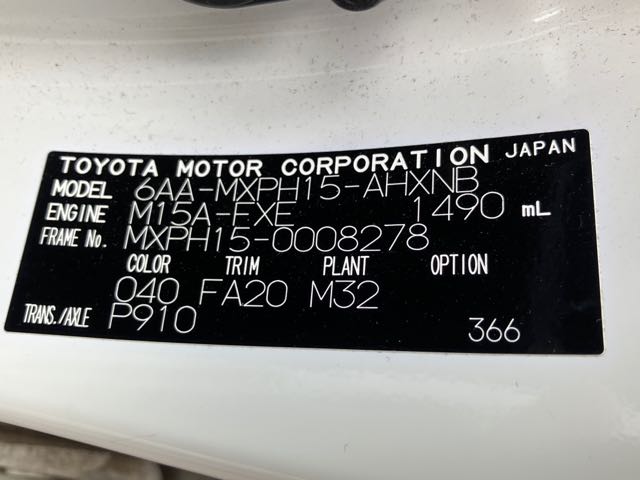 TOYOTA MOTOR CORPORATION JAPAN
MODEL 6AA-MXPH15-AHXNB
ENGINE M15A-FXE 1490 mL
FRAME No. MXPH15-0008278
COLOR TRIM PLANT OPTION
040 FA20 M32
TRANS./AXLE P910 366